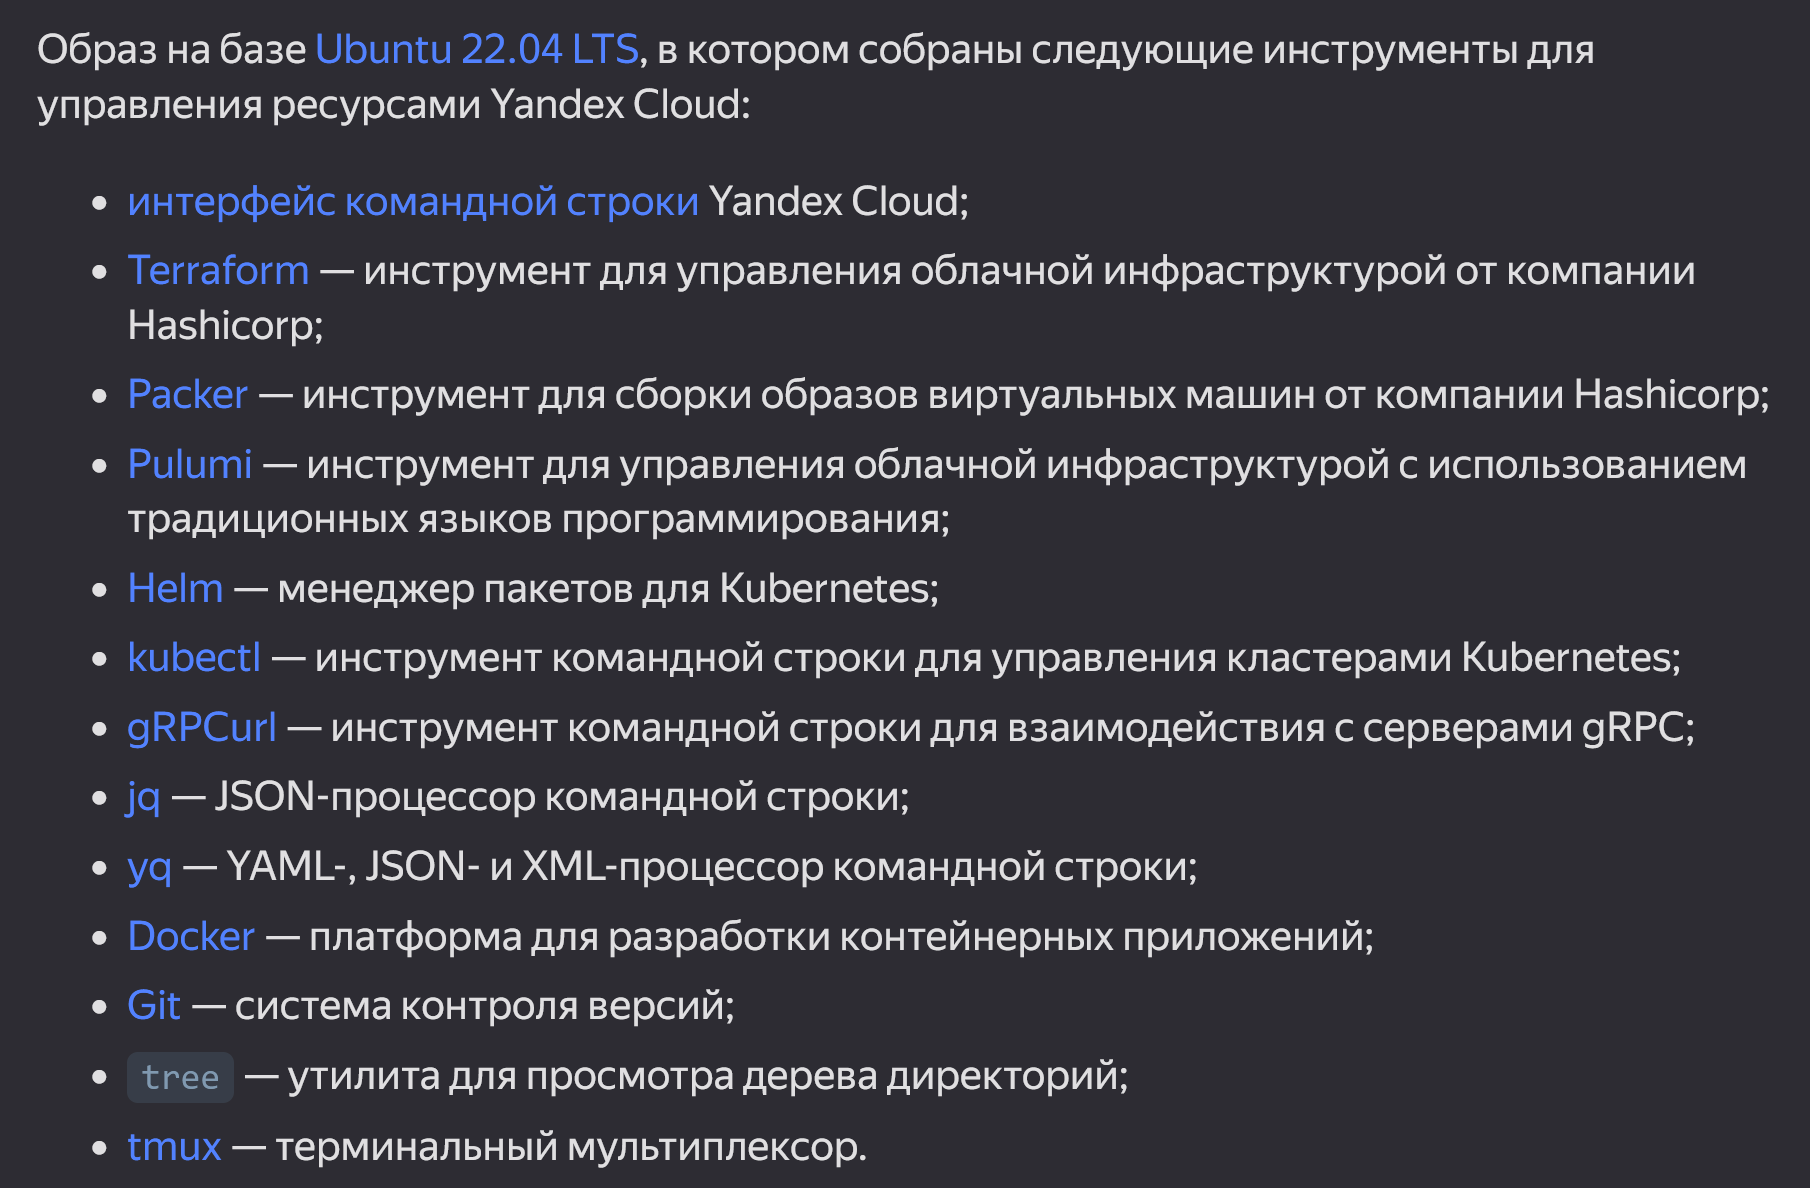 Образ на базе Ubuntu 22.04 LTS, в котором собраны следующие инструменты для
управления ресурсами Yandex Cloud:
• интерфейс командной строки Yandex Cloud;
• Terraform — инструмент для управления облачной инфраструктурой от компании
Hashicorp;
• Packer — инструмент для сборки образов виртуальных машин от компании Hashicorp;
• Pulumi — инструмент для управления облачной инфраструктурой с использованием
традиционных языков программирования;
• Helm — менеджер пакетов для Kubernetes;
• kubectl — инструмент командной строки для управления кластерами Kubernetes;
• gRPCurl — инструмент командной строки для взаимодействия с серверами gRPC;
• jq — JSON-процессор командной строки;
• yq — YAML-, JSON- и XML-процессор командной строки;
• Docker — платформа для разработки контейнерных приложений;
• Git — система контроля версий;
• tree — утилита для просмотра дерева директорий;
• tmux — терминальный мультиплексор.